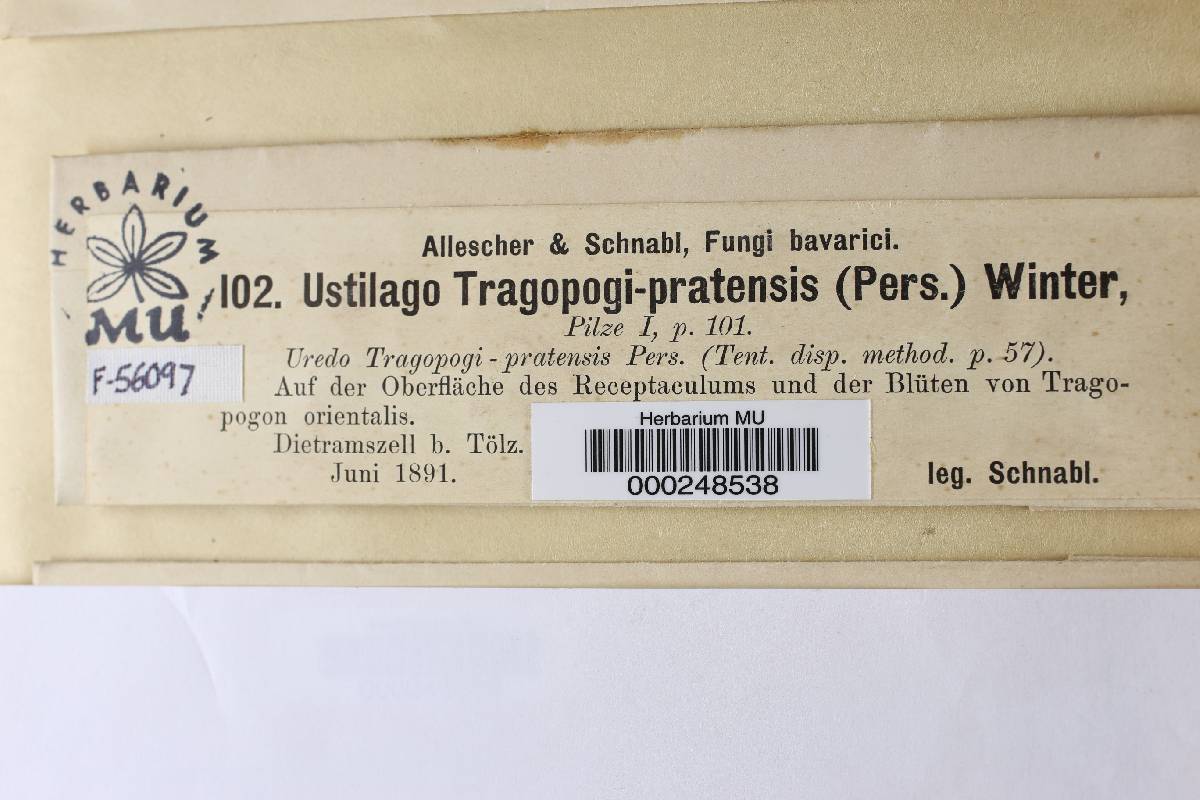 HERBARIUM
MU
F-56097
Allescher & Schnabl, Fungi bavarici.
102. Ustilago Tragopogi-pratensis (Pers.) Winter,
Pilze I, p. 101.
Uredo Tragopogi-pratensis Pers. (Tent. disp. method. p. 57).
Auf der Oberfläche des Receptaculums und der Blüten von Trago-
pogon orientalis.
Dietramszell b. Tölz.
Juni 1891.
leg. Schnabl.
Herbarium MU
000248538